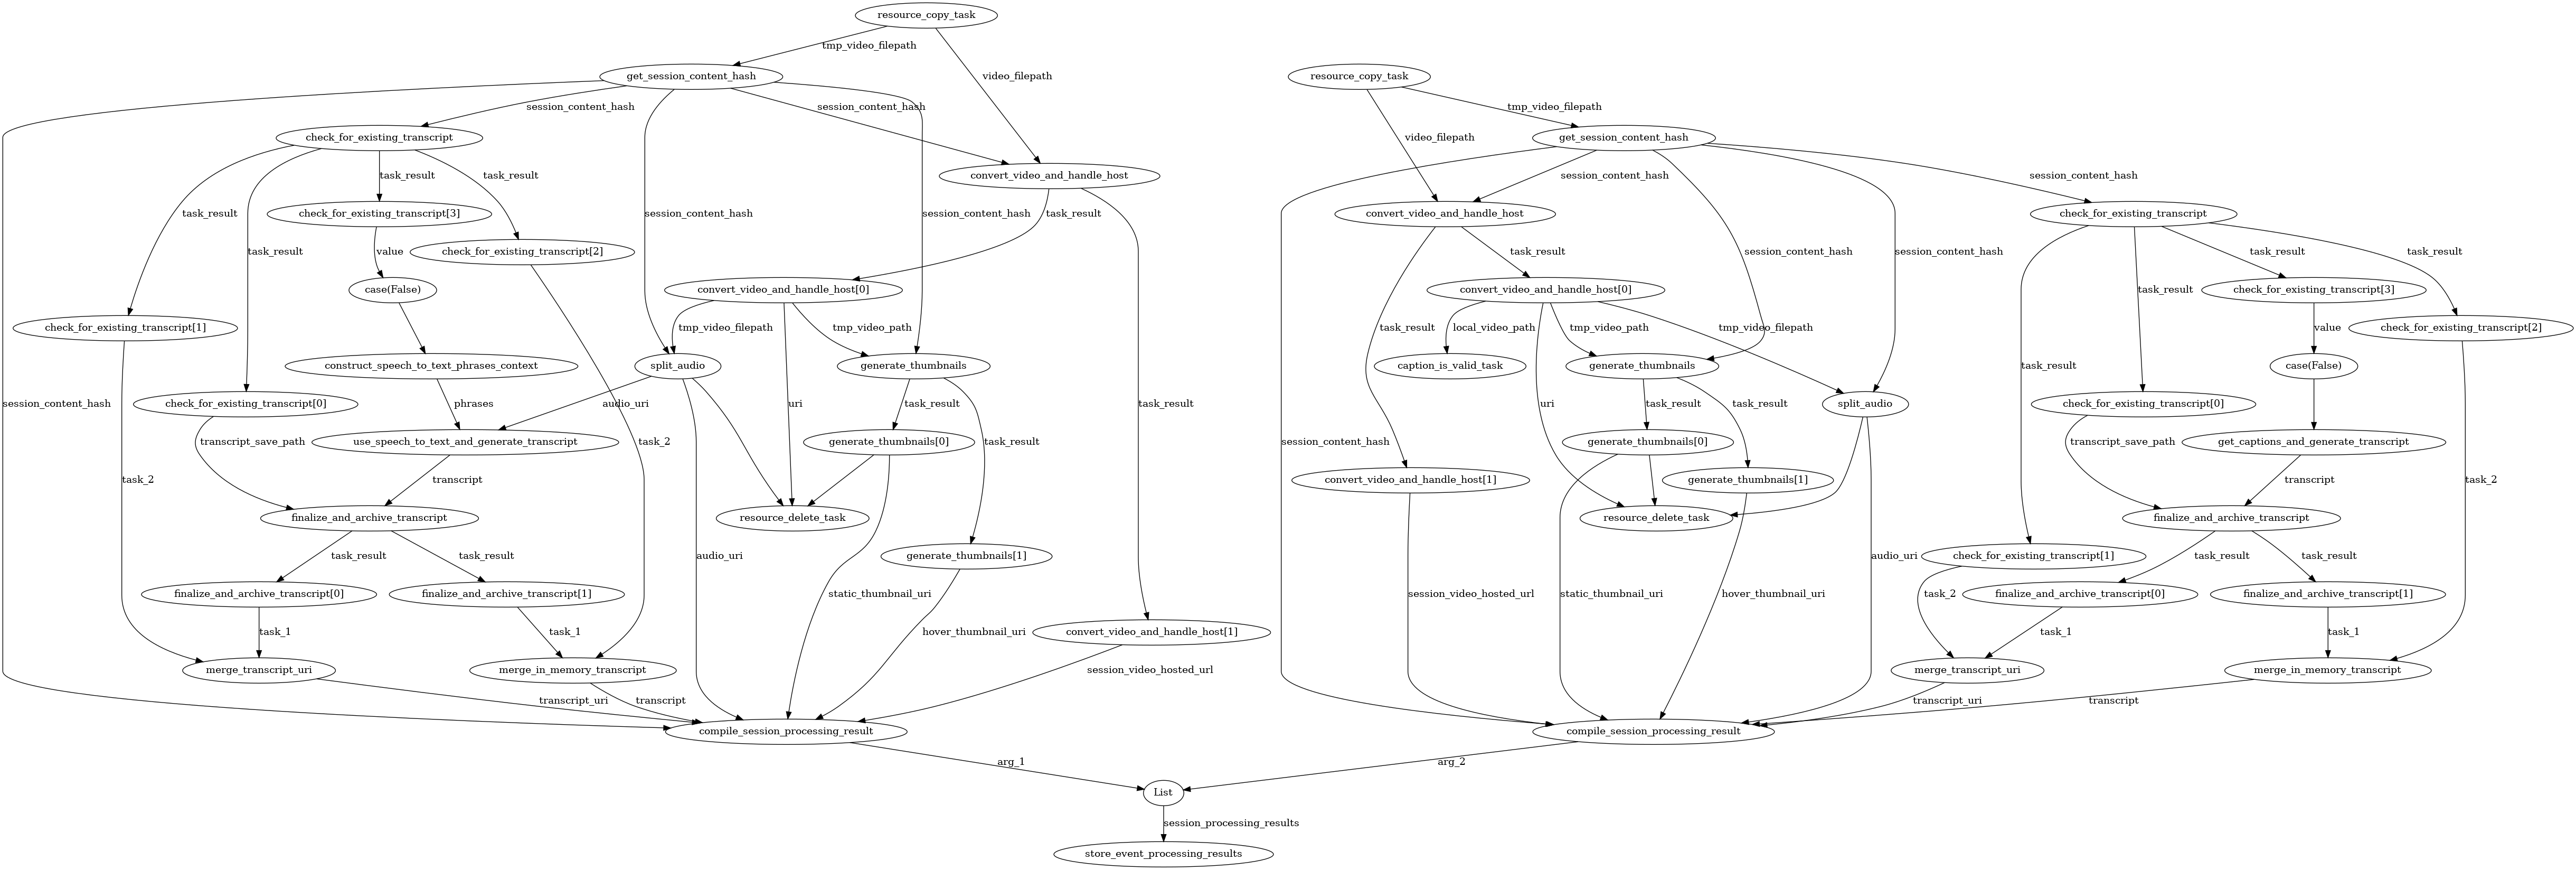 resource_copy_task
tmp_video_filepath
get_session_content_hash
video_filepath
resource_copy_task
session_content_hash
session_content_hash
tmp_video_filepath
check_for_existing_transcript
video_filepath
get_session_content_hash
task_result
task_result
convert_video_and_handle_host
session_content_hash
session_content_hash
task_result
check_for_existing_transcript[3]
session_content_hash
session_content_hash
task_result
convert_video_and_handle_host
check_for_existing_transcript
task_result
value
check_for_existing_transcript[2]
task_result
session_content_hash
session_content_hash
task_result
task_result
task_result
case(False)
convert_video_and_handle_host[0]
convert_video_and_handle_host[0]
check_for_existing_transcript[3]
check_for_existing_transcript[1]
tmp_video_filepath
tmp_video_path
task_result
local_video_path
tmp_video_path
tmp_video_filepath
value
check_for_existing_transcript[2]
construct_speech_to_text_phrases_context
split_audio
generate_thumbnails
caption_is_valid_task
generate_thumbnails
task_result
case(False)
session_content_hash
check_for_existing_transcript[0]
phrases
audio_uri
uri
task_result
task_result
uri
task_result
task_result
split_audio
check_for_existing_transcript[0]
transcript_save_path
use_speech_to_text_and_generate_transcript
task_2
generate_thumbnails[0]
task_result
session_content_hash
generate_thumbnails[0]
transcript_save_path
get_captions_and_generate_transcript
task_2
transcript
convert_video_and_handle_host[1]
generate_thumbnails[1]
transcript
task_2
finalize_and_archive_transcript
resource_delete_task
resource_delete_task
finalize_and_archive_transcript
task_result
task_result
audio_uri
generate_thumbnails[1]
audio_uri
check_for_existing_transcript[1]
task_result
task_result
finalize_and_archive_transcript[0]
finalize_and_archive_transcript[1]
static_thumbnail_uri
session_video_hosted_url
static_thumbnail_uri
hover_thumbnail_uri
task_2
finalize_and_archive_transcript[0]
finalize_and_archive_transcript[1]
task_1
task_1
hover_thumbnail_uri
convert_video_and_handle_host[1]
task_1
task_1
merge_transcript_uri
merge_in_memory_transcript
session_video_hosted_url
merge_transcript_uri
merge_in_memory_transcript
transcript_uri
transcript
transcript_uri
transcript
compile_session_processing_result
compile_session_processing_result
arg_1
arg_2
List
session_processing_results
store_event_processing_results